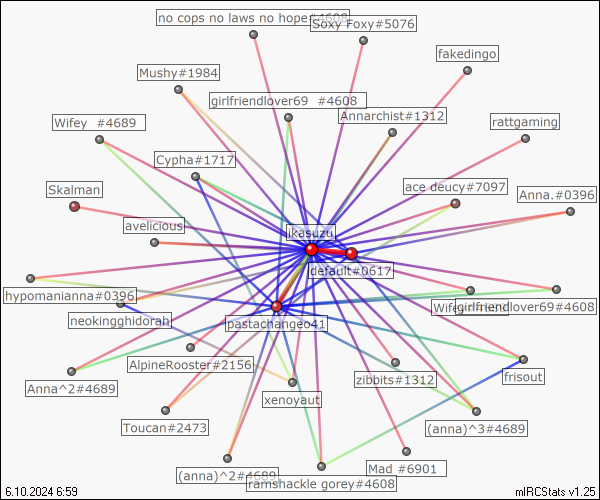 no cops no laws no hope#4608
Soxy Foxy#5076
fakedingo
Mushy#1984
girlfriendlover69 #4608
Annarchist#1312
Wifey #4689
rattgaming
Cypha#1717
Skalman
ace deucy#7097
Anna.#0396
avelicious
ikasuzu
default#0617
hypomanianna#0396
neokingghidorah
pastachangeo41
girlfriendlover69#4608
AlpineRooster#2156
zibbits#1312
frisout
Anna^2#4689
xenovaut
Toucan#2473
(anna)^3#4689
(anna)^2#4689
Mad #6901
ramshackle gorey#4608
6.10.2024 6:59
mIRCStats v1.25